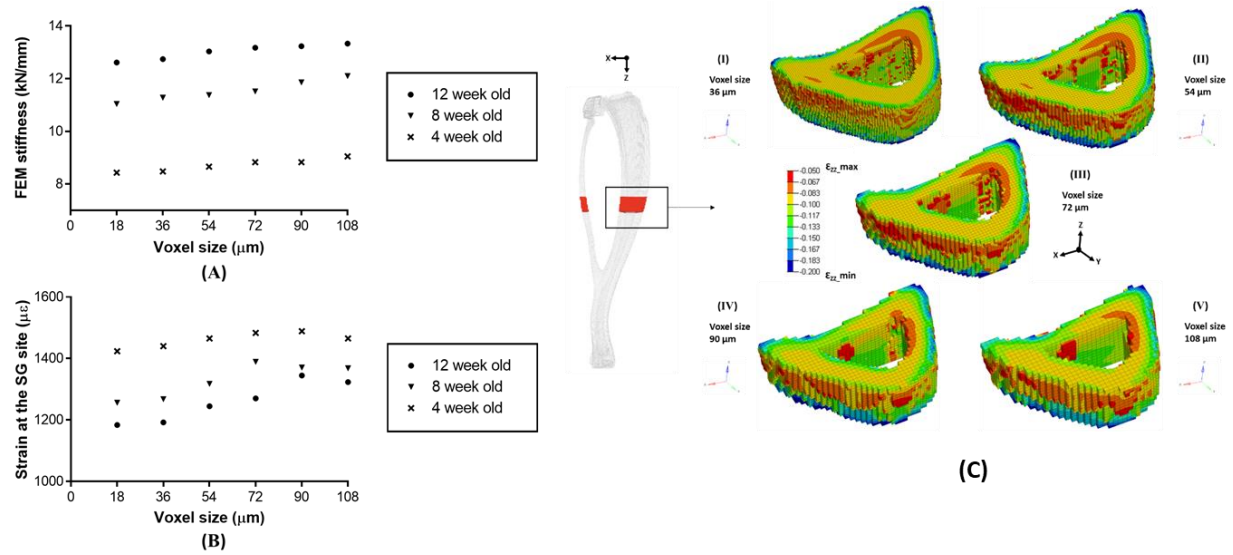 14
12
10
8
FEM stiffness (kN/mm)
0 18 36 54 72 90 108
Voxel size (μm)
(A)
12 week old
8 week old
4 week old
1600
1400
1200
1000
Strain at the SG site (με)
0 18 36 54 72 90 108
Voxel size (μm)
(B)
12 week old
8 week old
4 week old
X
Z
(I)
Voxel size
36 μm
(II)
Voxel size
54 μm
(III)
Voxel size
72 μm
εzz_max
-0.050
-0.067
-0.083
-0.100
-0.117
-0.133
-0.150
-0.167
-0.183
-0.200
εzz_min
Z
X
Y
(IV)
Voxel size
90 μm
(V)
Voxel size
108 μm
(C)